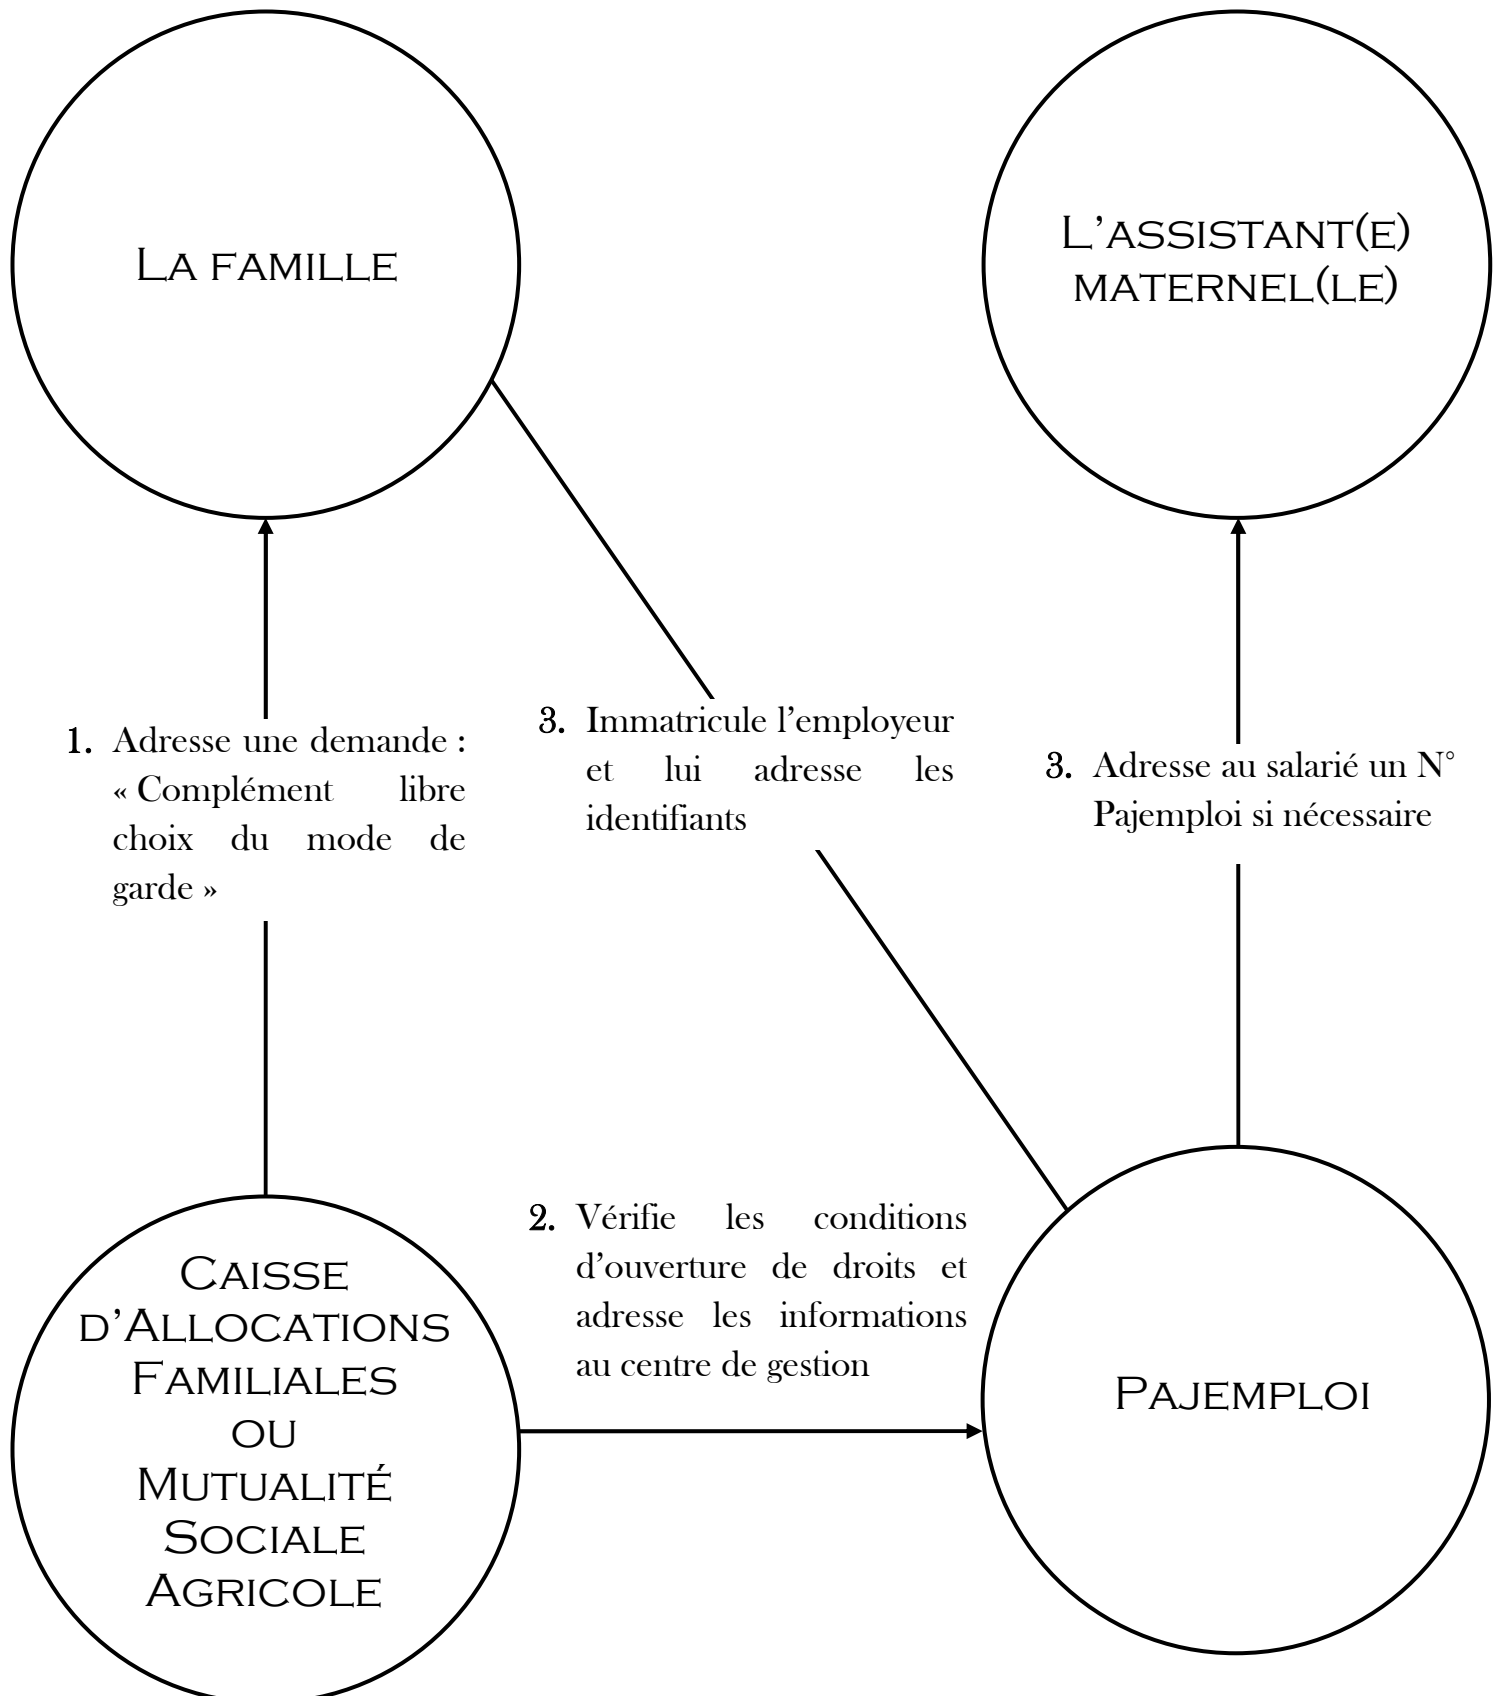 LA FAMILLE
L’ASSISTANT(E)
MATERNEL(LE)
1. Adresse une demande :
« Complément libre
choix du mode de
garde »
3. Immatricule l’employeur
et lui adresse les
identifiants
3. Adresse au salarié un N°
Pajemploi si nécessaire
2. Vérifie les conditions
d’ouverture de droits et
adresse les informations
au centre de gestion
CAISSE
D’ALLOCATIONS
FAMILIALES
OU
MUTUALITÉ
SOCIALE
AGRICOLE
PAJEMPLOI